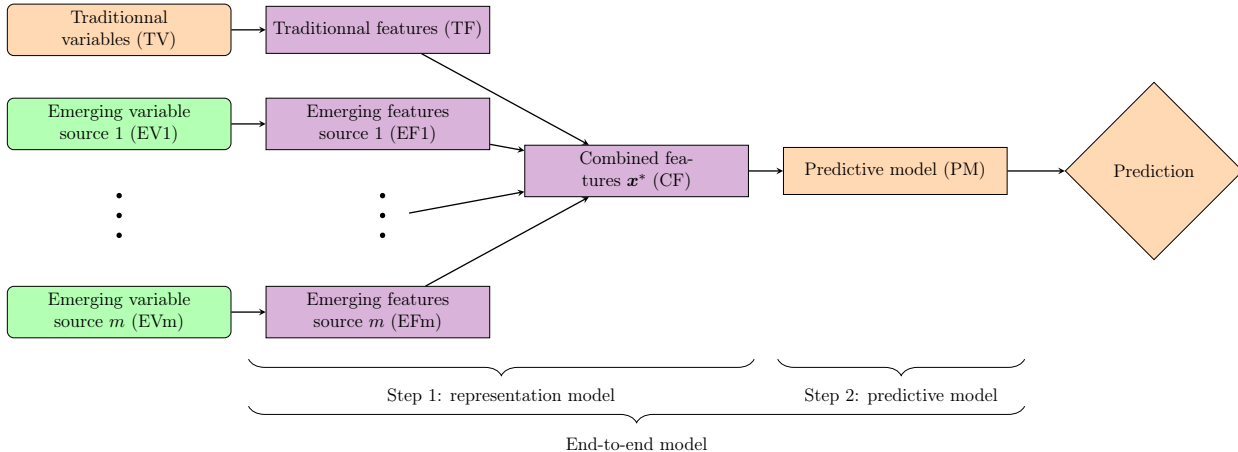 Traditionnal
variables (TV)
Traditionnal features (TF)
Emerging variable
source 1 (EV1)
Emerging features
source 1 (EF1)
Combined fea-
tures x* (CF)
Predictive model (PM)
Prediction
Emerging variable
source m (EVm)
Emerging features
source m (EFm)
Step 1: representation model
Step 2: predictive model
End-to-end model